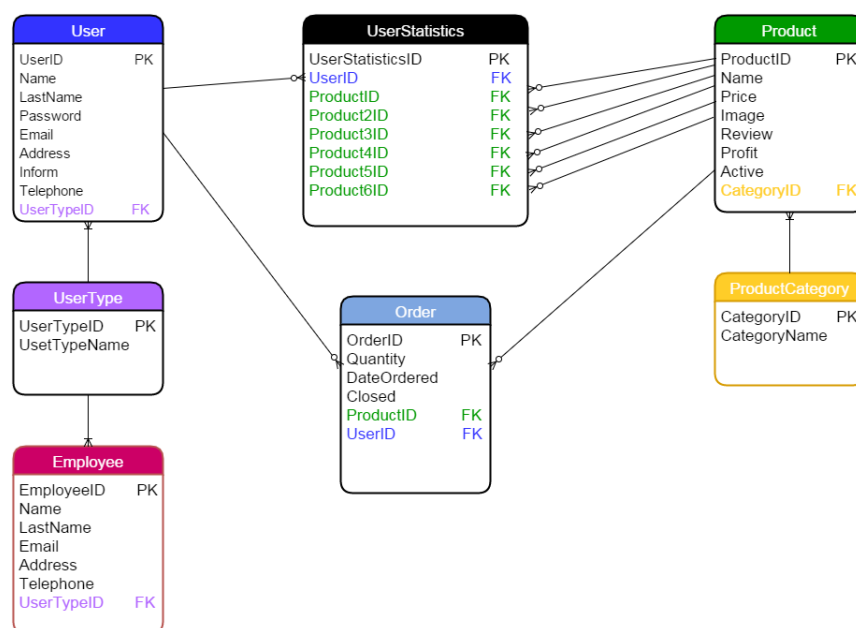 User
UserID PK
Name
LastName
Password
Email
Address
Inform
Telephone
UserTypeID FK
UserStatistics
UserStatisticsID PK
UserID FK
ProductID FK
Product2ID FK
Product3ID FK
Product4ID FK
Product5ID FK
Product6ID FK
Product
ProductID PK
Name
Price
Image
Review
Profit
Active
CategoryID FK
UserType
UserTypeID PK
UsetTypeName
Order
OrderID PK
Quantity
DateOrdered
Closed
ProductID FK
UserID FK
ProductCategory
CategoryID PK
CategoryName
Employee
EmployeeID PK
Name
LastName
Email
Address
Telephone
UserTypeID FK